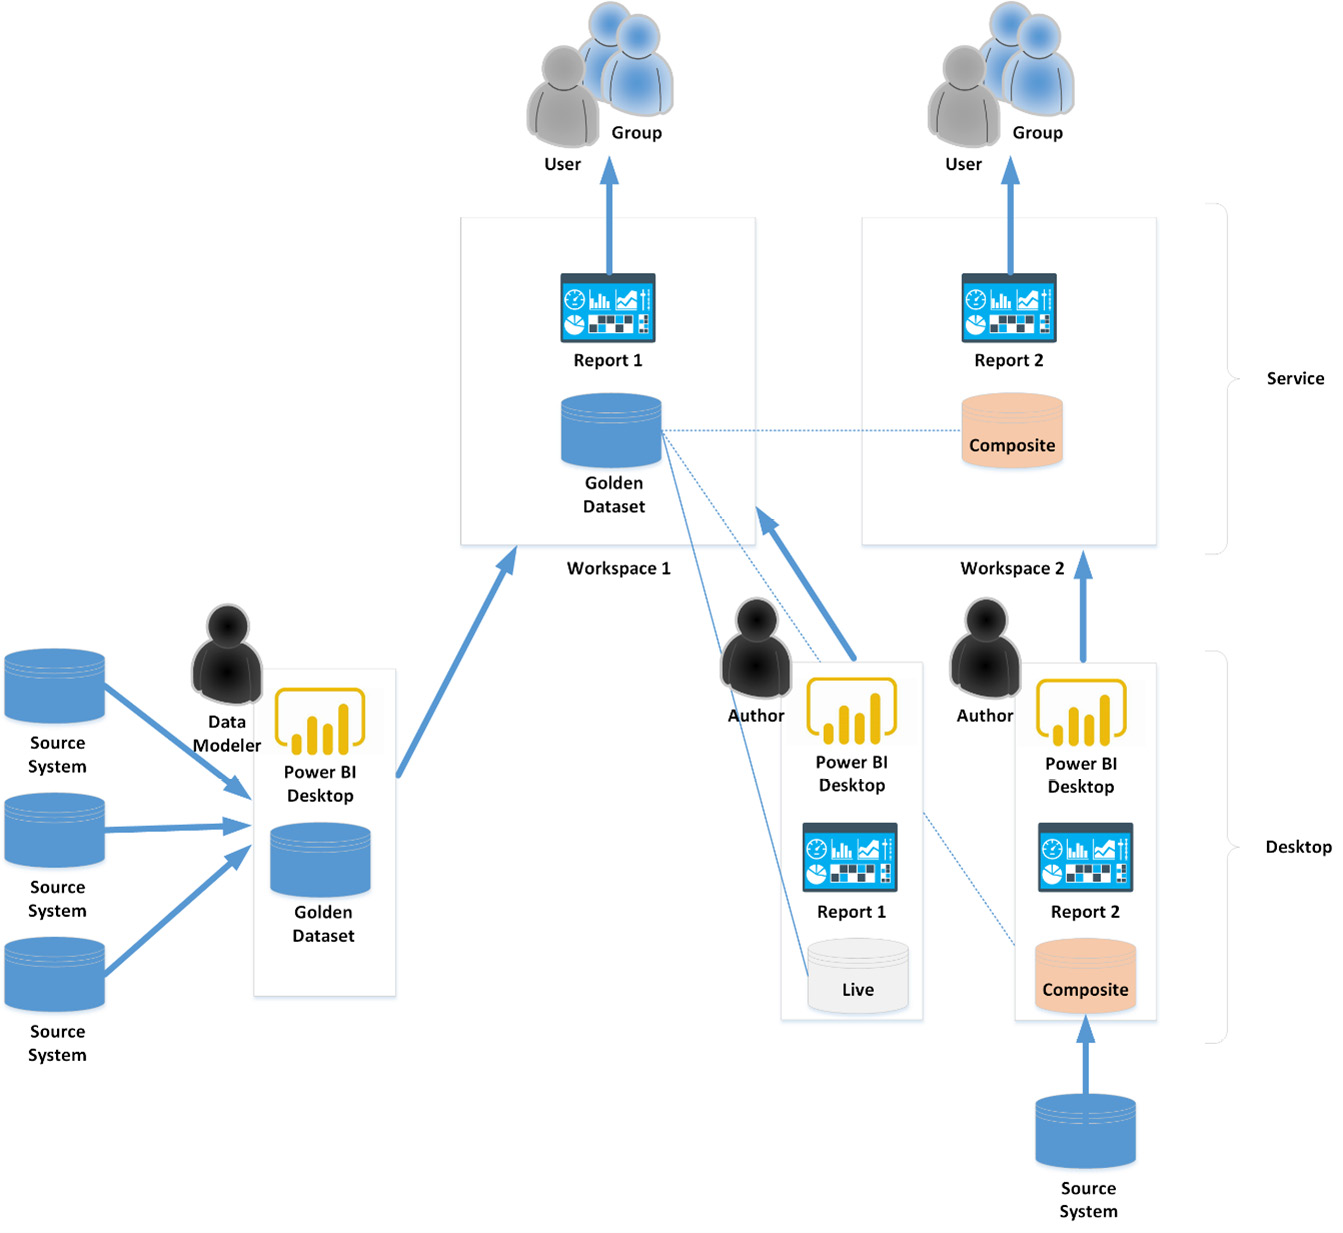 Group
User
Group
User
Report 1
Report 2
Service
Composite
Golden
Dataset
Workspace 1
Workspace 2
Data
Modeler
Source
System
Power BI
Desktop
Author
Power BI
Desktop
Author
Power BI
Desktop
Desktop
Source
System
Golden
Dataset
Report 1
Report 2
Live
Composite
Source
System
Source
System